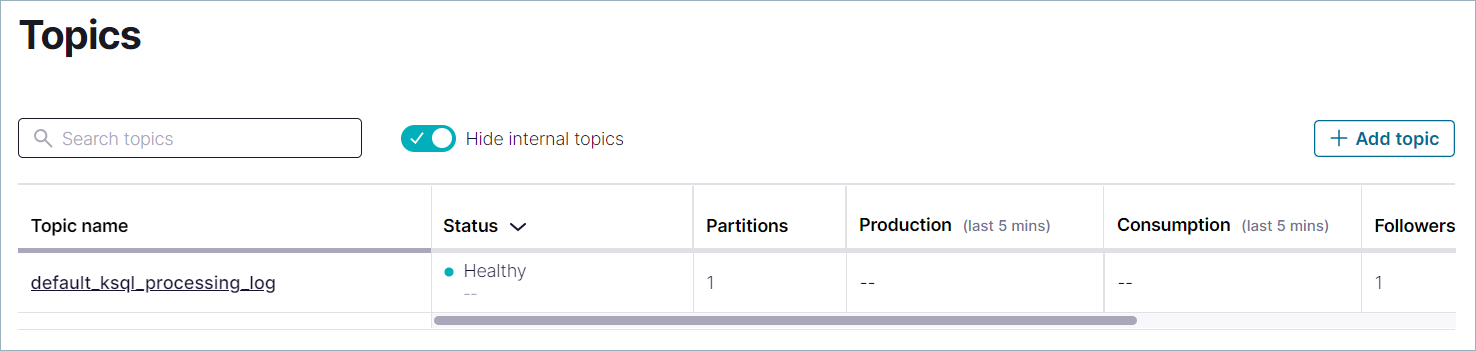 Topics
Search topics
Hide internal topics
+ Add topic
Topic name Status Partitions Production (last 5 mins) Consumption (last 5 mins) Followers
default_ksql_processing_log Healthy 1 -- -- 1
--